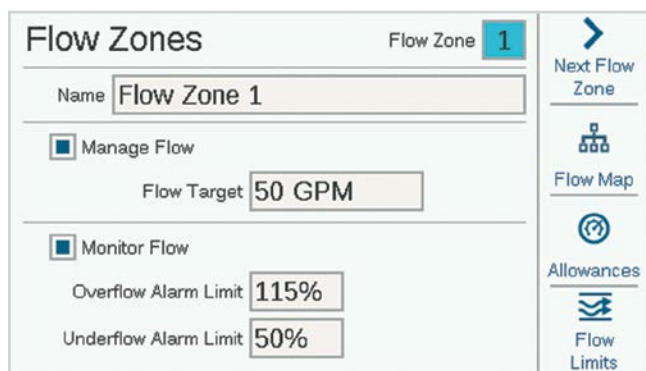 Flow Zones
Flow Zone 1
Name Flow Zone 1
Manage Flow
Flow Target 50 GPM
Monitor Flow
Overflow Alarm Limit 115%
Underflow Alarm Limit 50%
Next Flow
Zone
Flow Map
Allowances
Flow
Limits